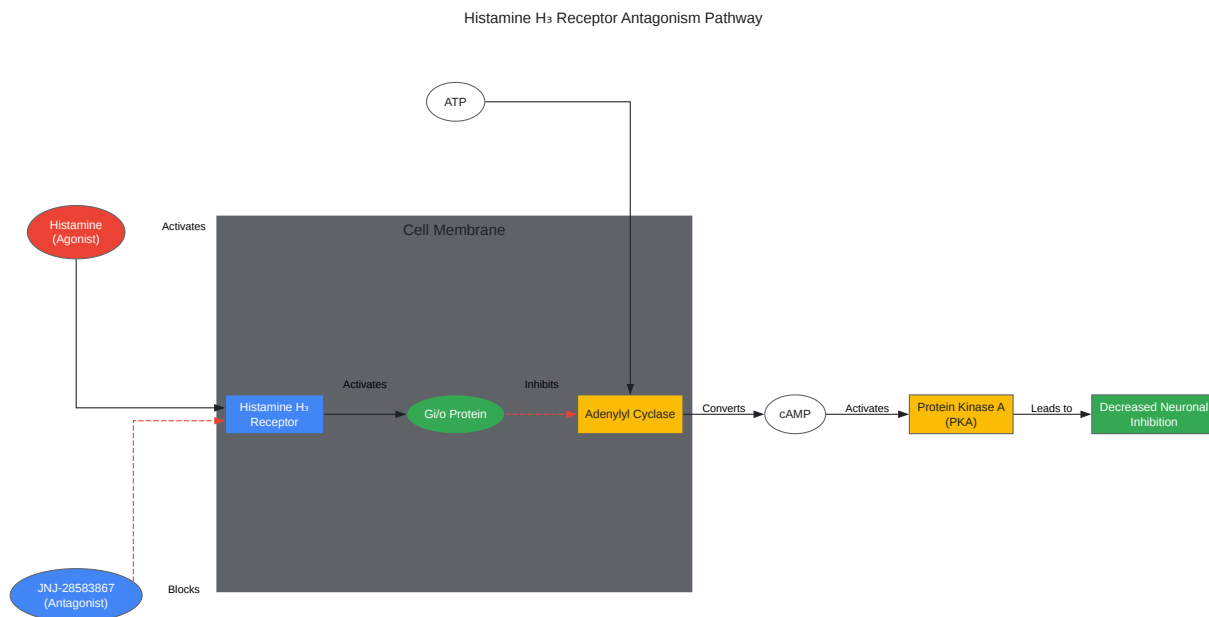 Histamine H₃ Receptor Antagonism Pathway
ATP
Histamine
(Agonist)
Activates
Cell Membrane
Activates
Inhibits
Histamine H₃
Receptor
Gi/o Protein
Adenylyl Cyclase
Converts
cAMP
Activates
Protein Kinase A
(PKA)
Leads to
Decreased Neuronal
Inhibition
JNJ-28583867
(Antagonist)
Blocks